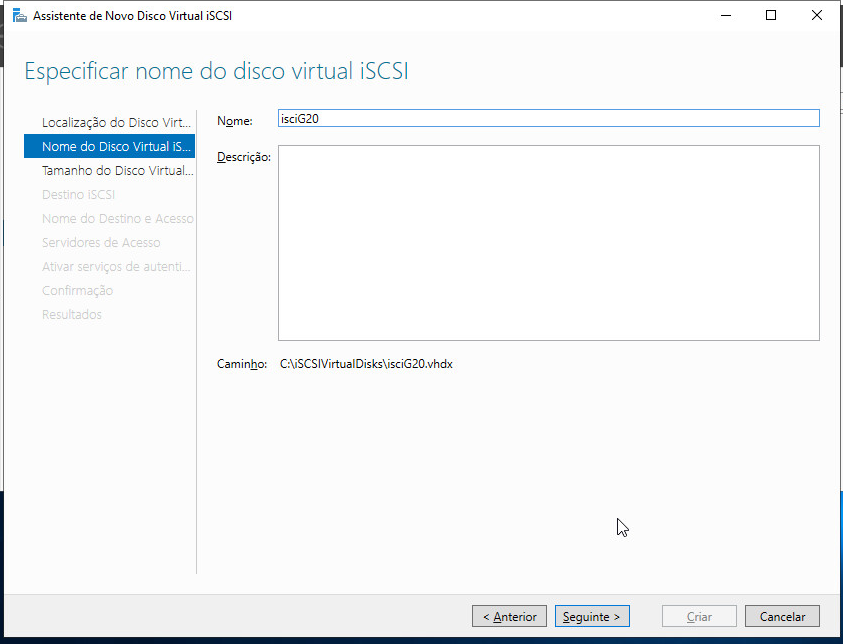 Assistente de Novo Disco Virtual iSCSI
Especificar nome do disco virtual iSCSI
Localização do Disco Virt...
Nome do Disco Virtual iS...
Tamanho do Disco Virtual...
Destino iSCSI
Nome do Destino e Acesso
Servidores de Acesso
Ativar serviços de autenti...
Confirmação
Resultados
Nome: isciG20
Descrição:
Caminho: C:\iSCSIVirtualDisks\isciG20.vhdx
< Anterior Seguinte > Criar Cancelar